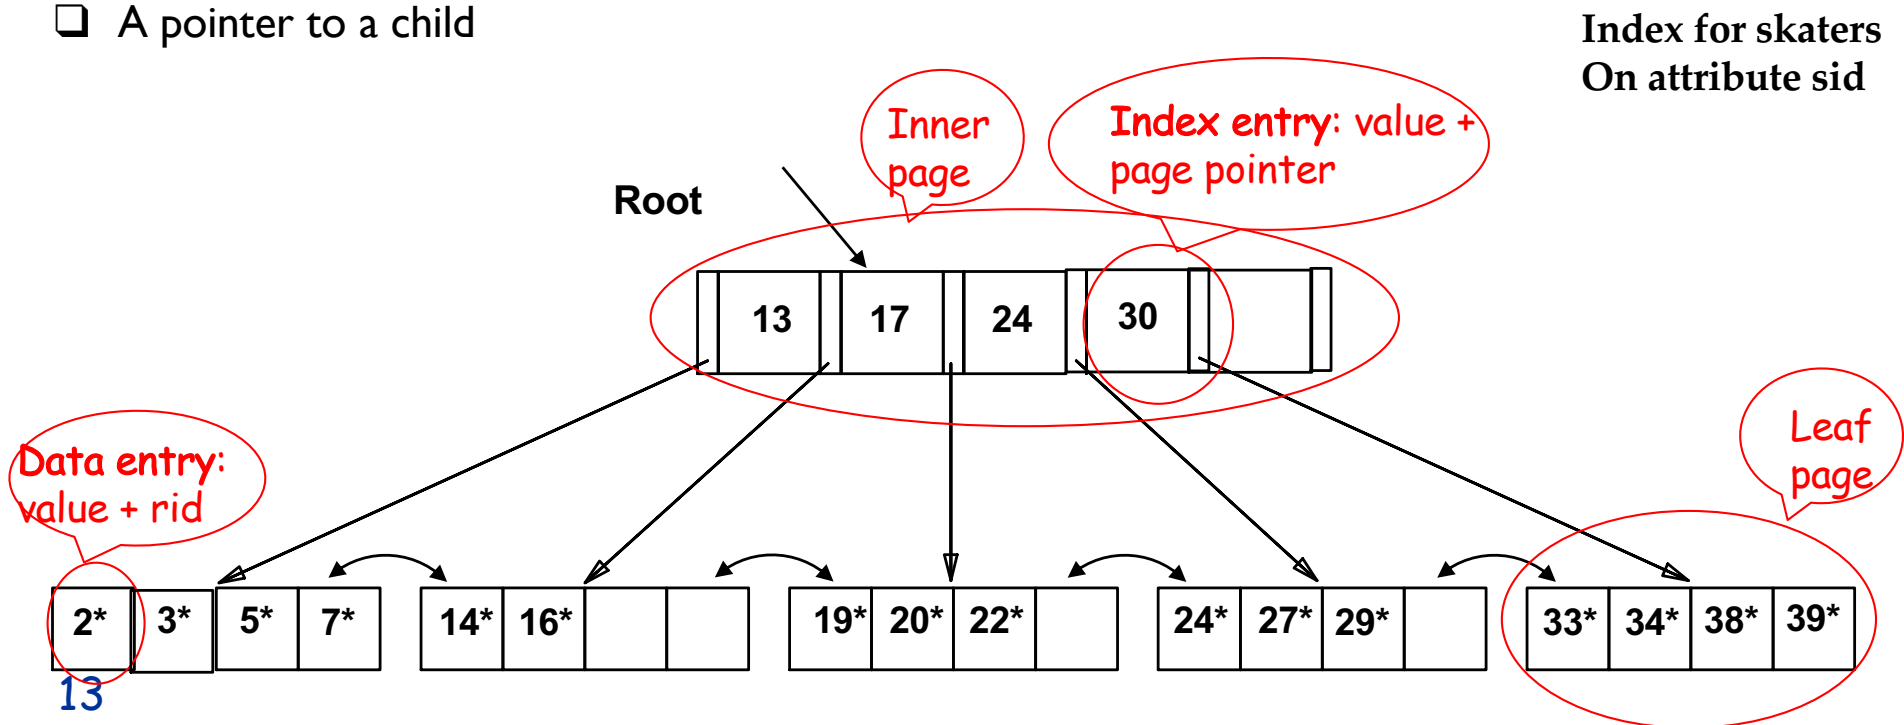 ❑ A pointer to a child
Index for skaters
On attribute sid
Inner
page
Index entry: value +
page pointer
Root
13 17 24 30
Data entry:
value + rid
Leaf
page
2* 3* 5* 7* 14* 16* 19* 20* 22* 24* 27* 29* 33* 34* 38* 39*
13